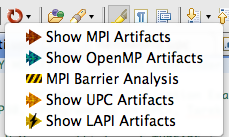 Show MPI Artifacts
Show OpenMP Artifacts
MPI Barrier Analysis
Show UPC Artifacts
Show LAPI Artifacts